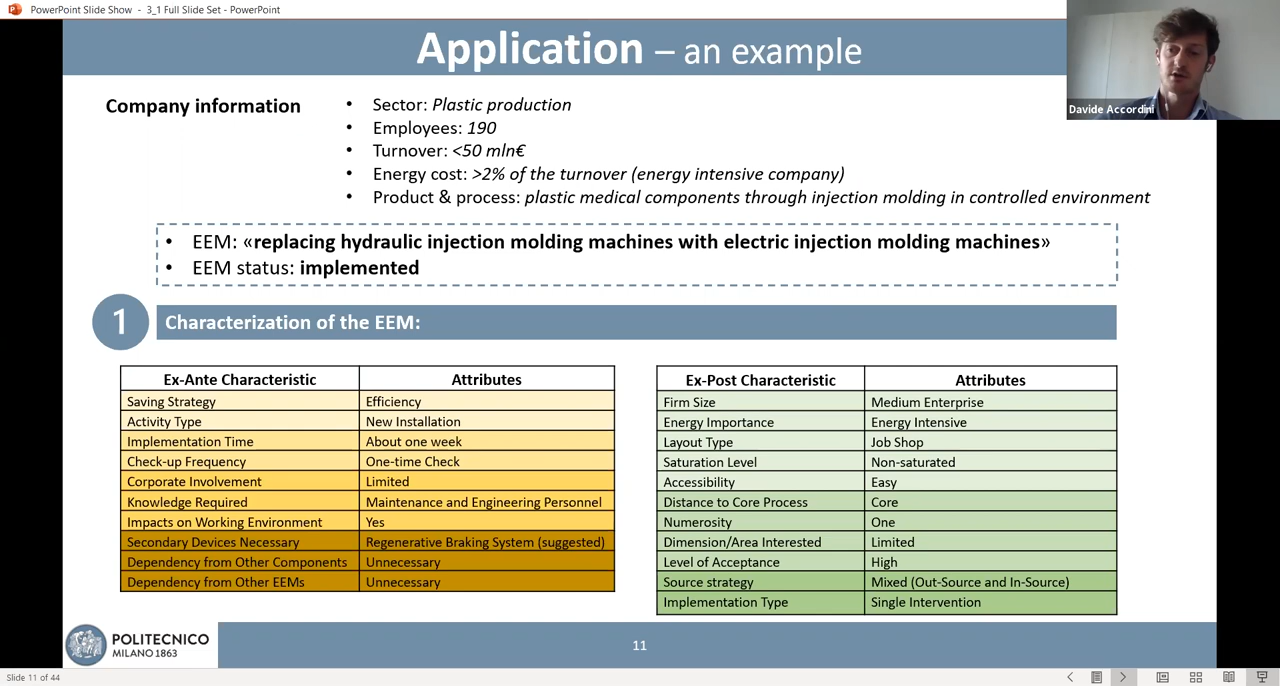 PowerPoint Slide Show - 3_1 Full Slide Set - PowerPoint
Application – an example
Davide Accordini
Company information
• Sector: Plastic production
• Employees: 190
• Turnover: <50 mln€
• Energy cost: >2% of the turnover (energy intensive company)
• Product & process: plastic medical components through injection molding in controlled environment
• EEM: «replacing hydraulic injection molding machines with electric injection molding machines»
• EEM status: implemented
1 Characterization of the EEM:
Ex-Ante Characteristic Attributes
Saving Strategy Efficiency
Activity Type New Installation
Implementation Time About one week
Check-up Frequency One-time Check
Corporate Involvement Limited
Knowledge Required Maintenance and Engineering Personnel
Impacts on Working Environment Yes
Secondary Devices Necessary Regenerative Braking System (suggested)
Dependency from Other Components Unnecessary
Dependency from Other EEMs Unnecessary
Ex-Post Characteristic Attributes
Firm Size Medium Enterprise
Energy Importance Energy Intensive
Layout Type Job Shop
Saturation Level Non-saturated
Accessibility Easy
Distance to Core Process Core
Numerosity One
Dimension/Area Interested Limited
Level of Acceptance High
Source strategy Mixed (Out-Source and In-Source)
Implementation Type Single Intervention
POLITECNICO
MILANO 1863
11
Slide 11 of 44